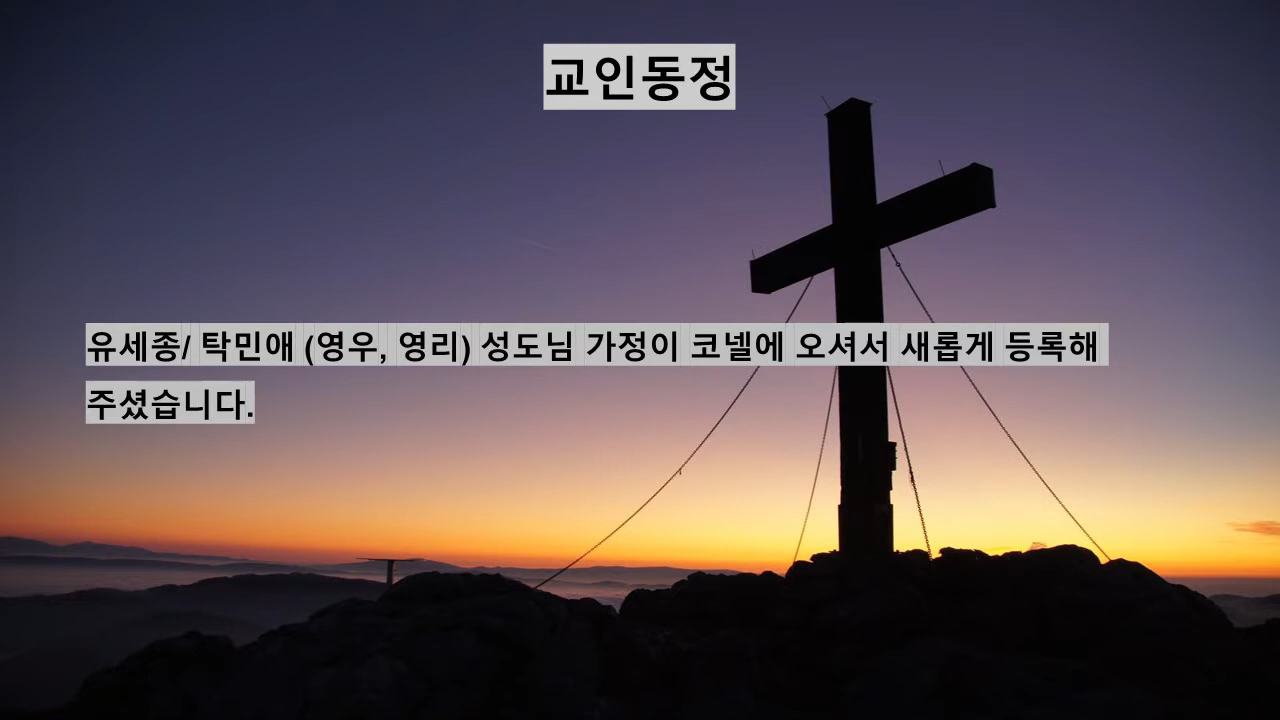 교인동정
유세종/ 탁민애 (영우, 영리) 성도님 가정이 코넬에 오셔서 새롭게 등록해
주셨습니다.